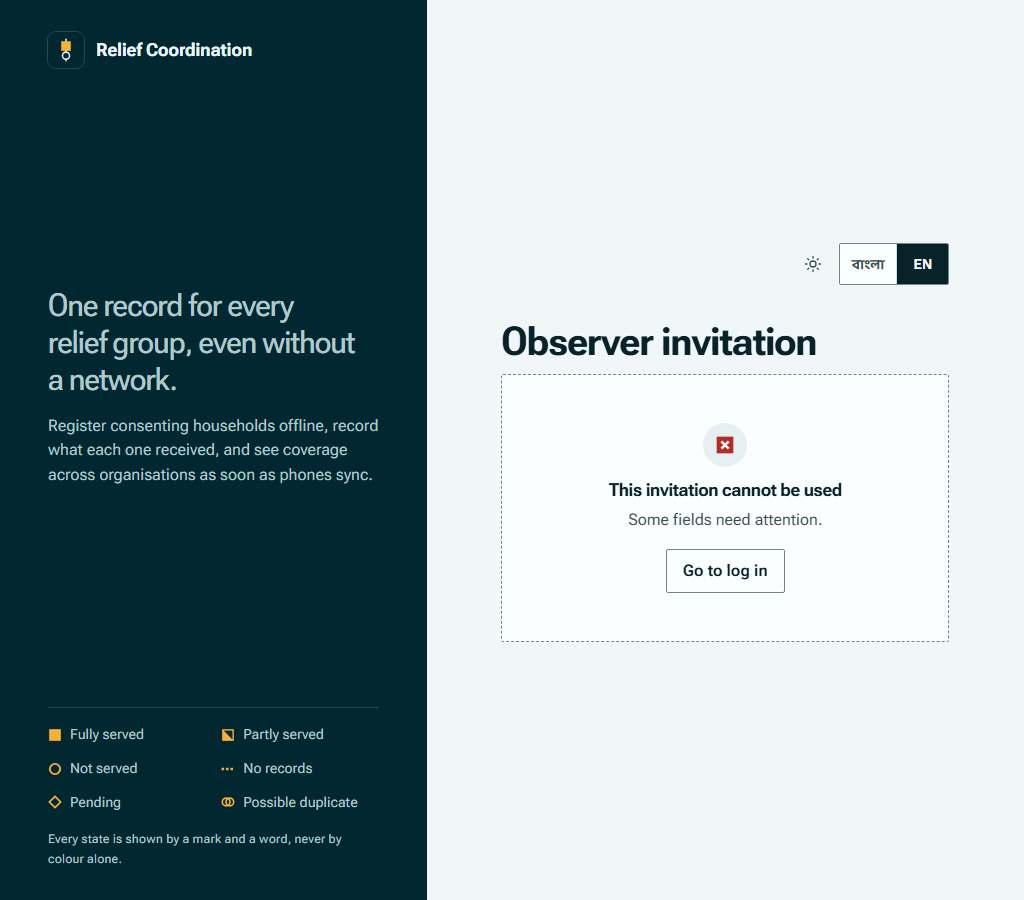 Relief Coordination
One record for every
relief group, even without
a network.
Register consenting households offline, record
what each one received, and see coverage
across organisations as soon as phones sync.
Fully served
Partly served
Not served
No records
Pending
Possible duplicate
Every state is shown by a mark and a word, never by
colour alone.
বাংলা
EN
Observer invitation
This invitation cannot be used
Some fields need attention.
Go to log in